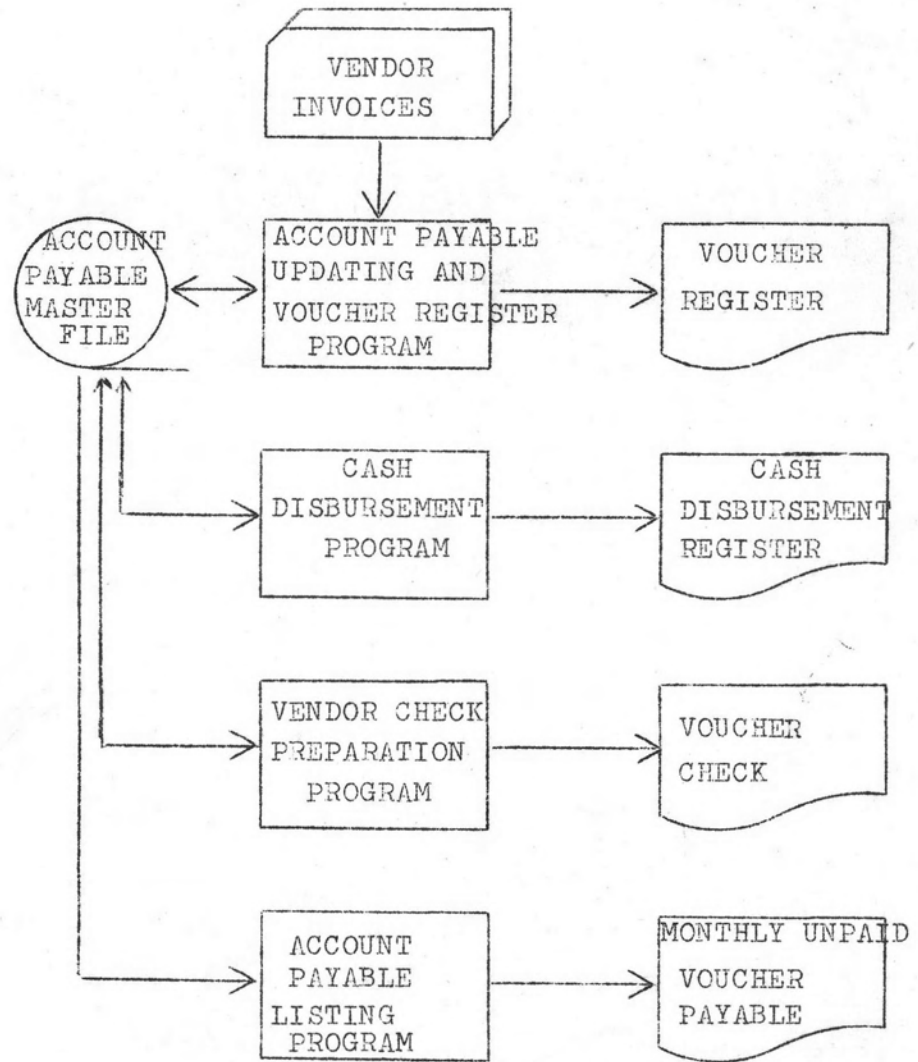 VENDOR
INVOICES
ACCOUNT
PAYABLE
MASTER
FILE
ACCOUNT PAYABLE
UPDATING AND
VOUCHER REGISTER
PROGRAM
VOUCHER
REGISTER
CASH
DISBURSEMENT
PROGRAM
CASH
DISBURSEMENT
REGISTER
VENDOR CHECK
PREPARATION
PROGRAM
VOUCHER
CHECK
ACCOUNT
PAYABLE
LISTING
PROGRAM
MONTHLY UNPAID
VOUCHER
PAYABLE